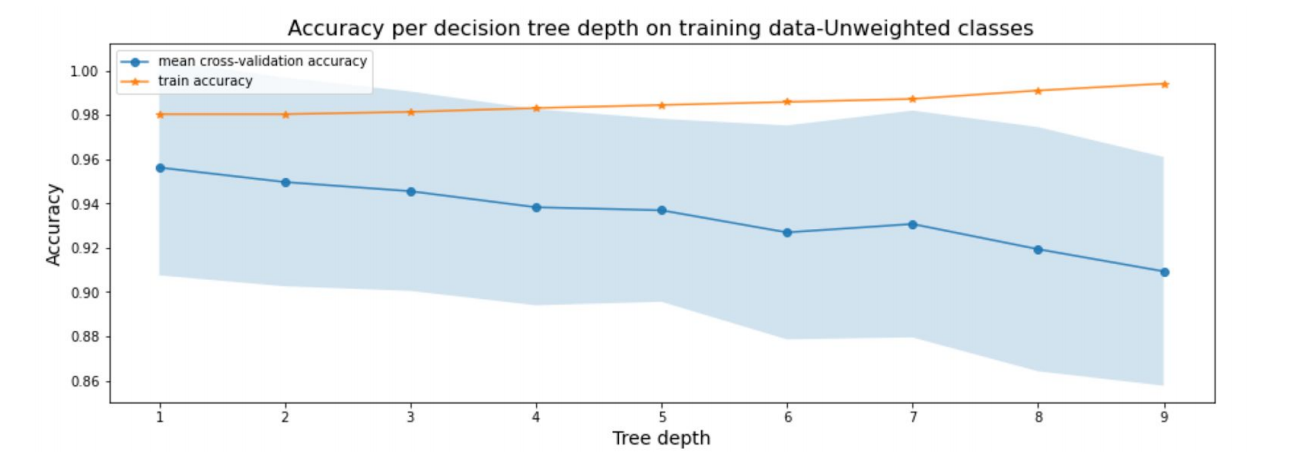 Accuracy per decision tree depth on training data-Unweighted classes
mean cross-validation accuracy
train accuracy
Accuracy
1.00
0.98
0.96
0.94
0.92
0.90
0.88
0.86
1 2 3 4 5 6 7 8 9
Tree depth